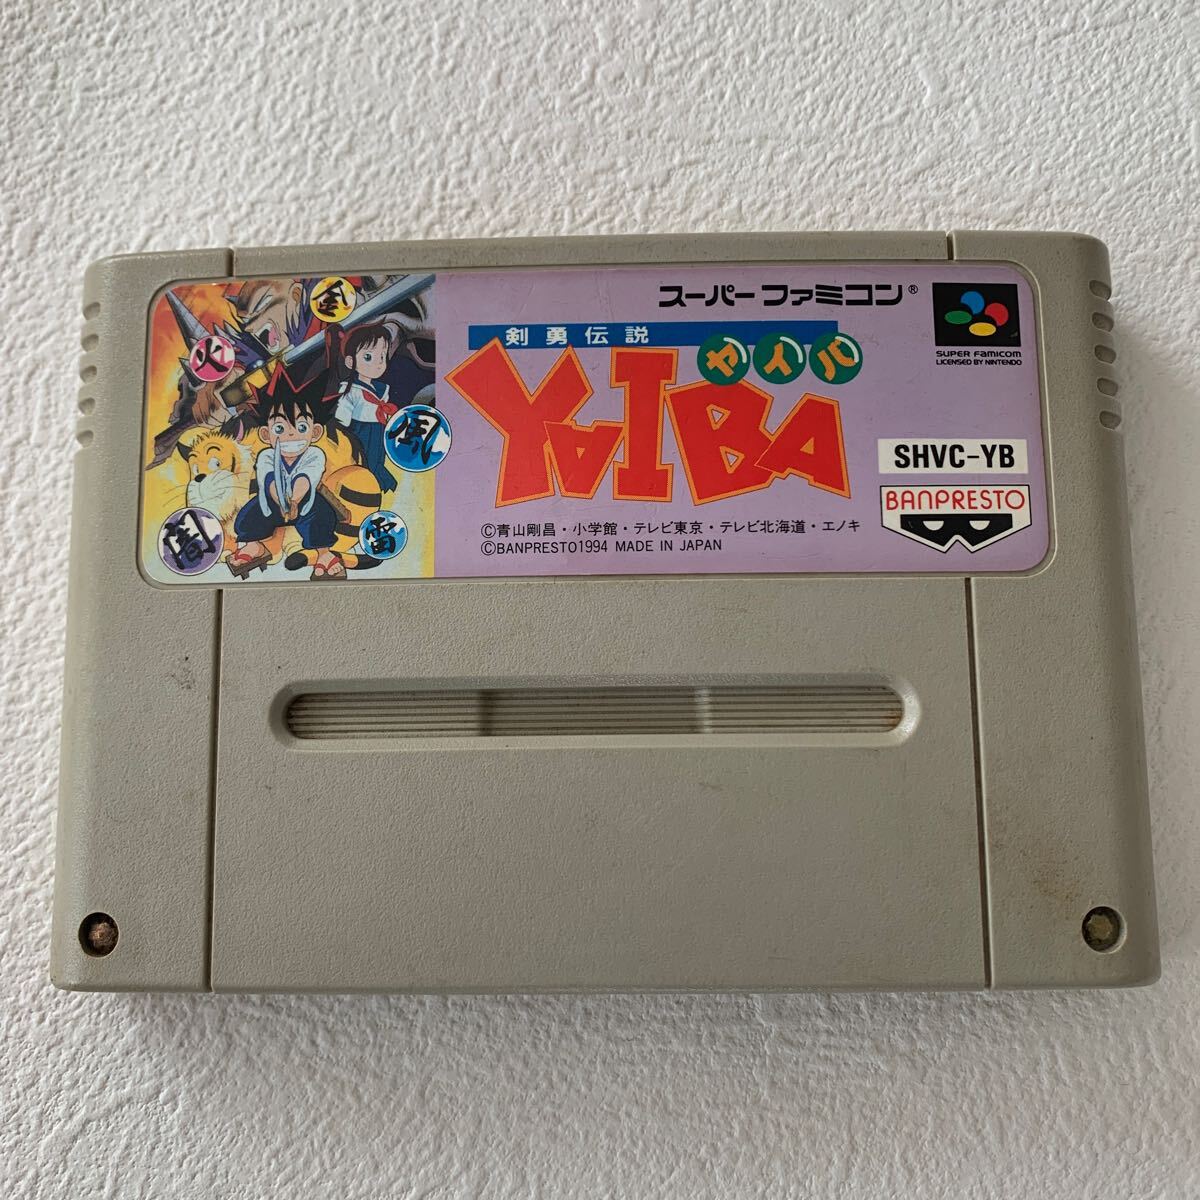 スーパーファミコン®
SUPER FAMICOM
LICENSED BY NINTENDO
剣勇伝説
ヤイバ
YAIBA
金
火
風
闇
雷
SHVC-YB
BANPRESTO
©青山剛昌・小学館・テレビ東京・テレビ北海道・エノキ
©BANPRESTO1994 MADE IN JAPAN